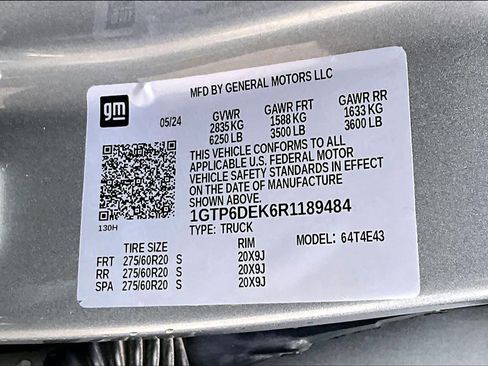 MFD BY GENERAL MOTORS LLC
gm
05/24 GVWR GAWR FRT GAWR RR
2835 KG 1588 KG 1633 KG
6250 LB 3500 LB 3600 LB
THIS VEHICLE CONFORMS TO ALL
APPLICABLE U.S. FEDERAL MOTOR
VEHICLE SAFETY STANDARDS IN EFFECT
ON THE DATE OF MANUFACTURE
SHOWN ABOVE.
1GTP6DEK6R1189484
130H
TYPE: TRUCK
TIRE SIZE RIM MODEL: 64T4E43
FRT 275/60R20 S 20X9J
RR 275/60R20 S 20X9J
SPA 275/60R20 S 20X9J